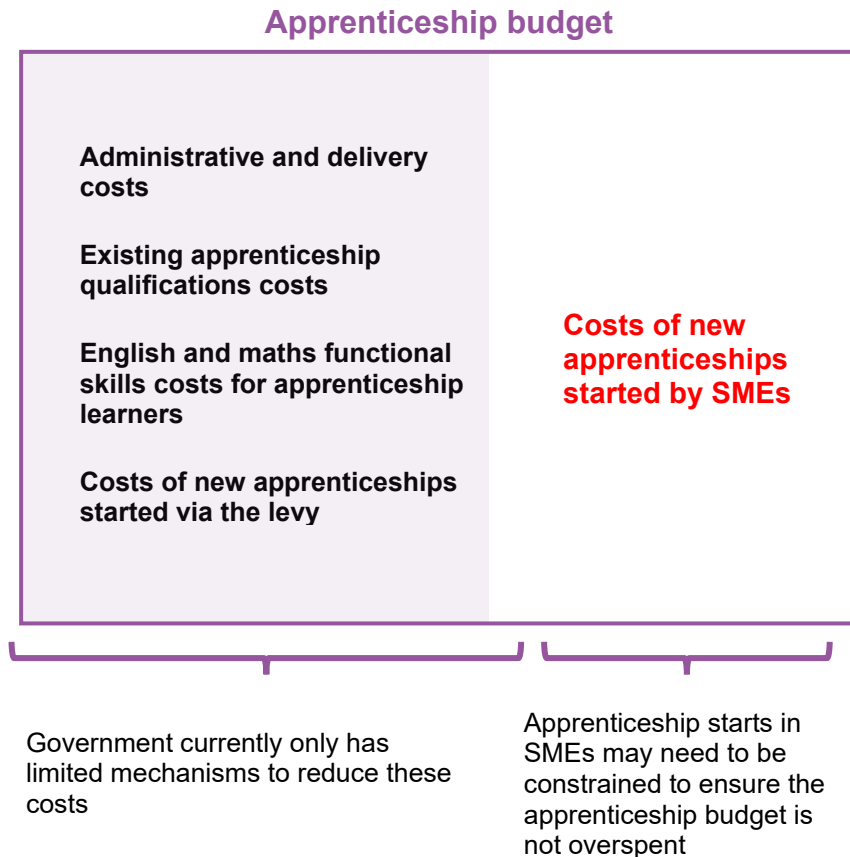 Apprenticeship budget
Administrative and delivery
costs
Existing apprenticeship
qualifications costs
English and maths functional
skills costs for apprenticeship
learners
Costs of new apprenticeships
started via the levy
Costs of new
apprenticeships
started by SMEs
Government currently only has
limited mechanisms to reduce these
costs
Apprenticeship starts in
SMEs may need to be
constrained to ensure the
apprenticeship budget is
not overspent